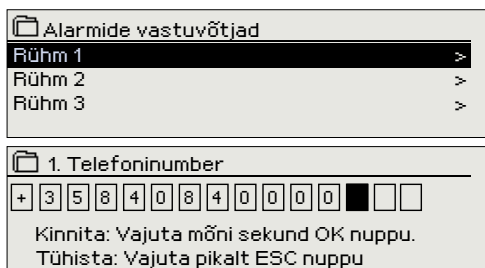 Alarmide vastuvõtjad
Rühm 1 >
Rühm 2 >
Rühm 3 >
1. Telefoninumber
+358408400000
Kinnita: Vajuta mõni sekund OK nuppu.
Tühista: Vajuta pikalt ESC nuppu